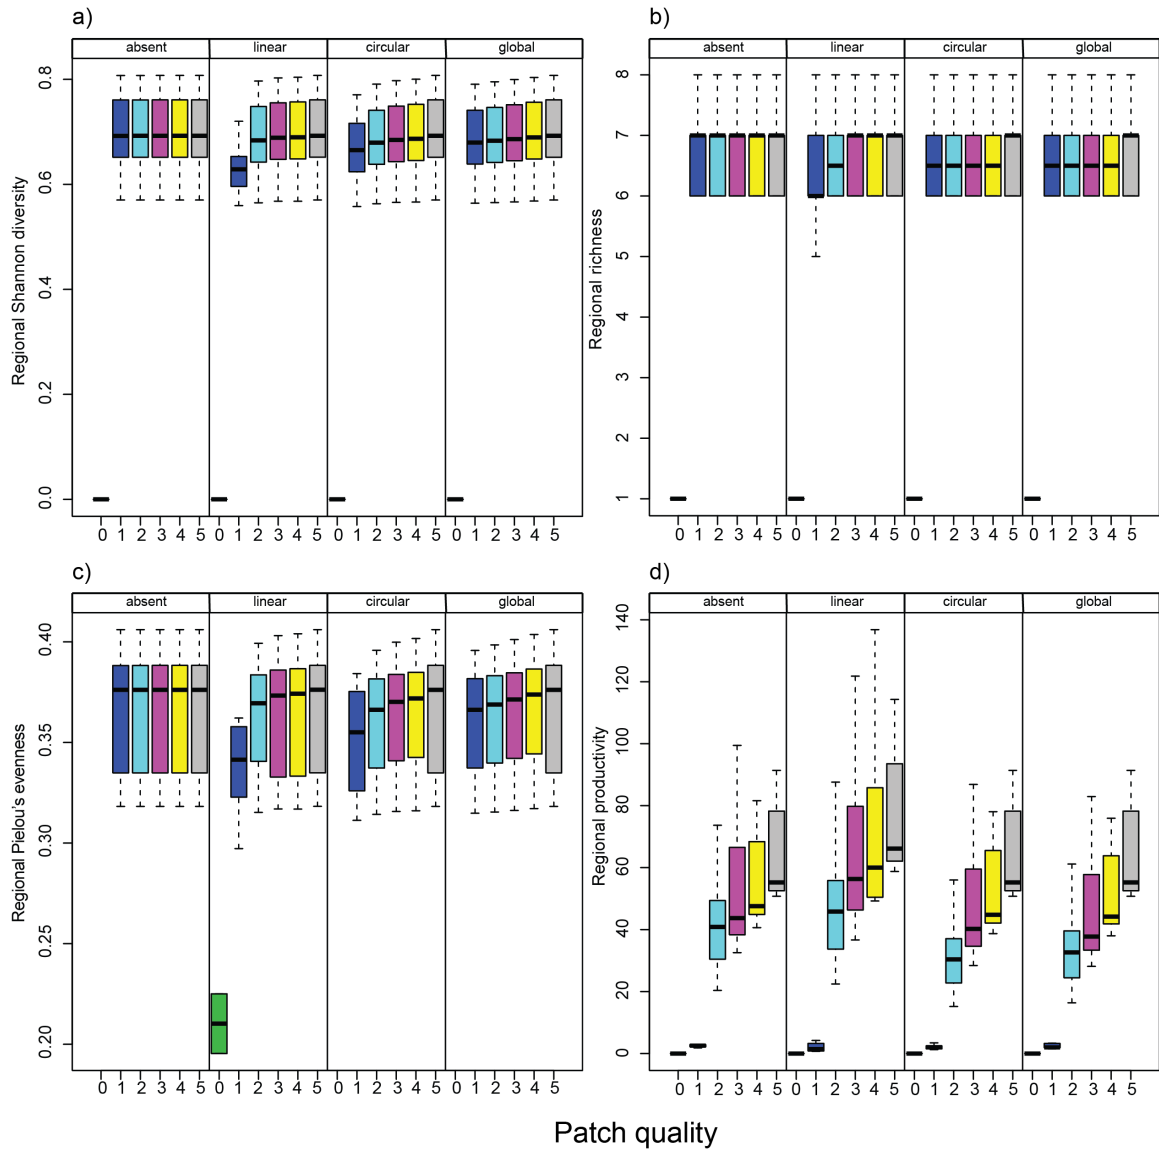 a)
absent linear circular global
Regional Shannon diversity
0.8
0.6
0.4
0.2
0.0
0 1 2 3 4 5 0 1 2 3 4 5 0 1 2 3 4 5 0 1 2 3 4 5
b)
absent linear circular global
Regional richness
8
7
6
5
4
3
2
1
0 1 2 3 4 5 0 1 2 3 4 5 0 1 2 3 4 5 0 1 2 3 4 5
c)
absent linear circular global
Regional Pielou's evenness
0.40
0.35
0.30
0.25
0.20
0 1 2 3 4 5 0 1 2 3 4 5 0 1 2 3 4 5 0 1 2 3 4 5
d)
absent linear circular global
Regional productivity
140
120
100
80
60
40
20
0
0 1 2 3 4 5 0 1 2 3 4 5 0 1 2 3 4 5 0 1 2 3 4 5
Patch quality